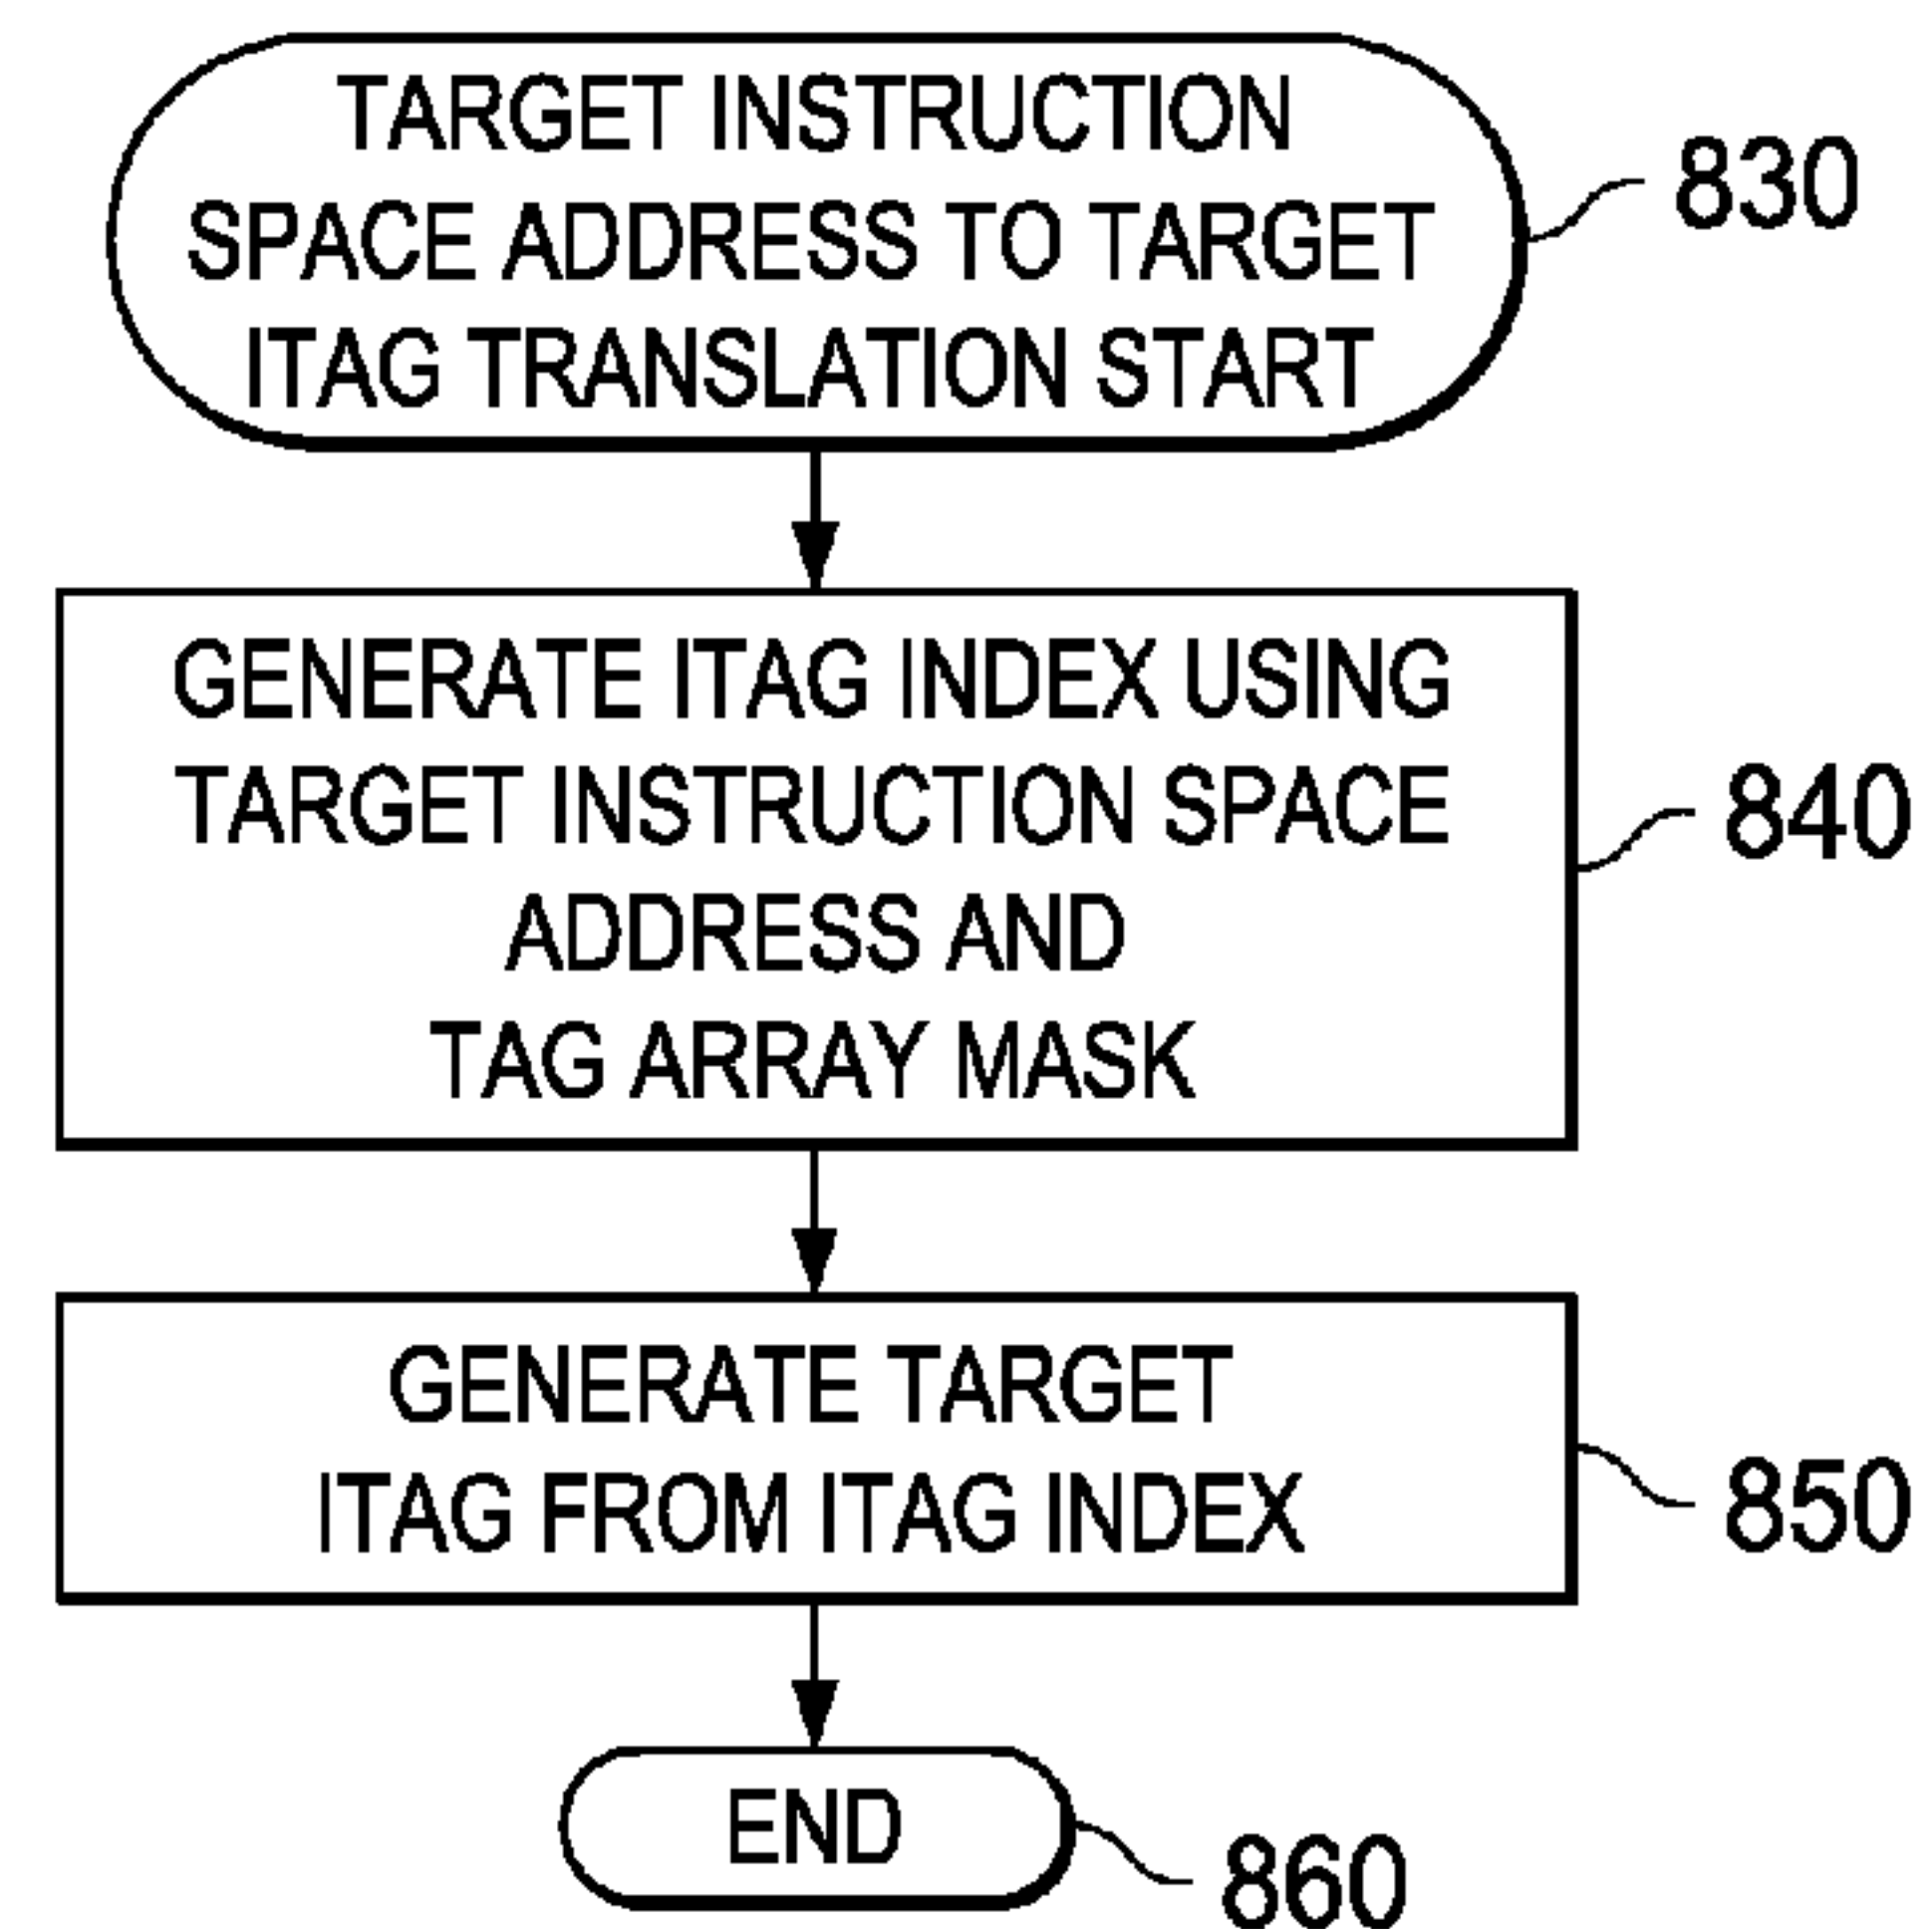 TARGET INSTRUCTION
SPACE ADDRESS TO TARGET
ITAG TRANSLATION START
830
GENERATE ITAG INDEX USING
TARGET INSTRUCTION SPACE
ADDRESS AND
TAG ARRAY MASK
840
GENERATE TARGET
ITAG FROM ITAG INDEX
850
END
860